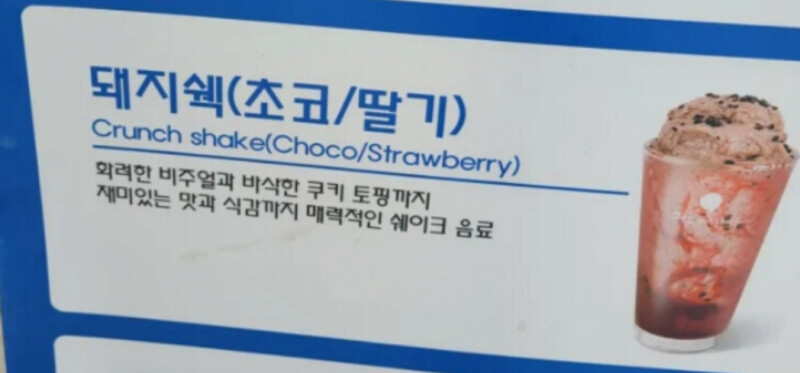 돼지쉑(초코/딸기)
Crunch shake(Choco/Strawberry)
화려한 비주얼과 바삭한 쿠키 토핑까지
재미있는 맛과 식감까지 매력적인 쉐이크 음료